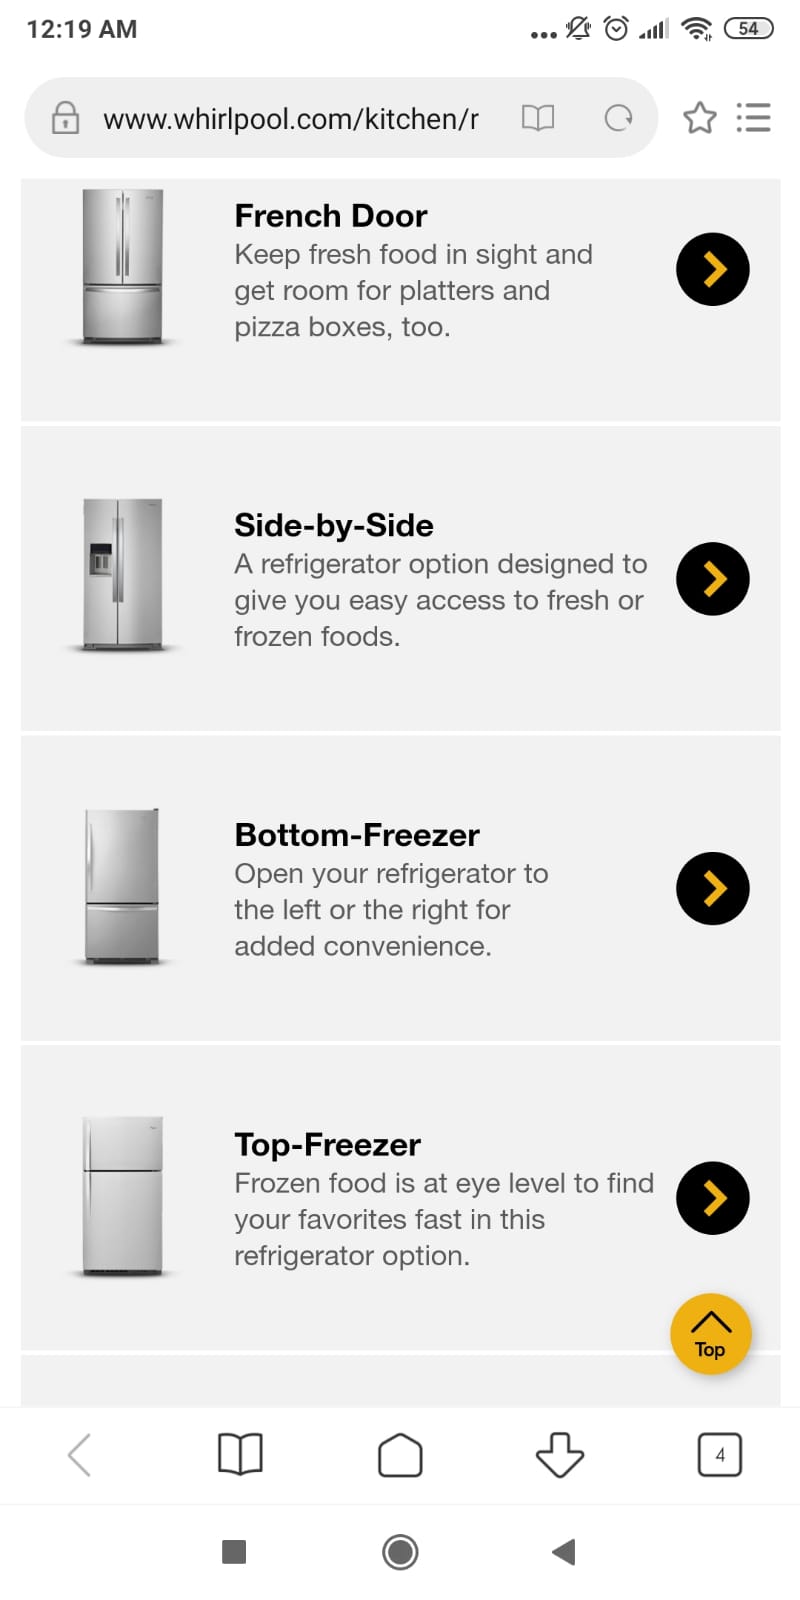 12:19 AM
54
www.whirlpool.com/kitchen/r
French Door
Keep fresh food in sight and
get room for platters and
pizza boxes, too.
Side-by-Side
A refrigerator option designed to
give you easy access to fresh or
frozen foods.
Bottom-Freezer
Open your refrigerator to
the left or the right for
added convenience.
Top-Freezer
Frozen food is at eye level to find
your favorites fast in this
refrigerator option.
Top
4